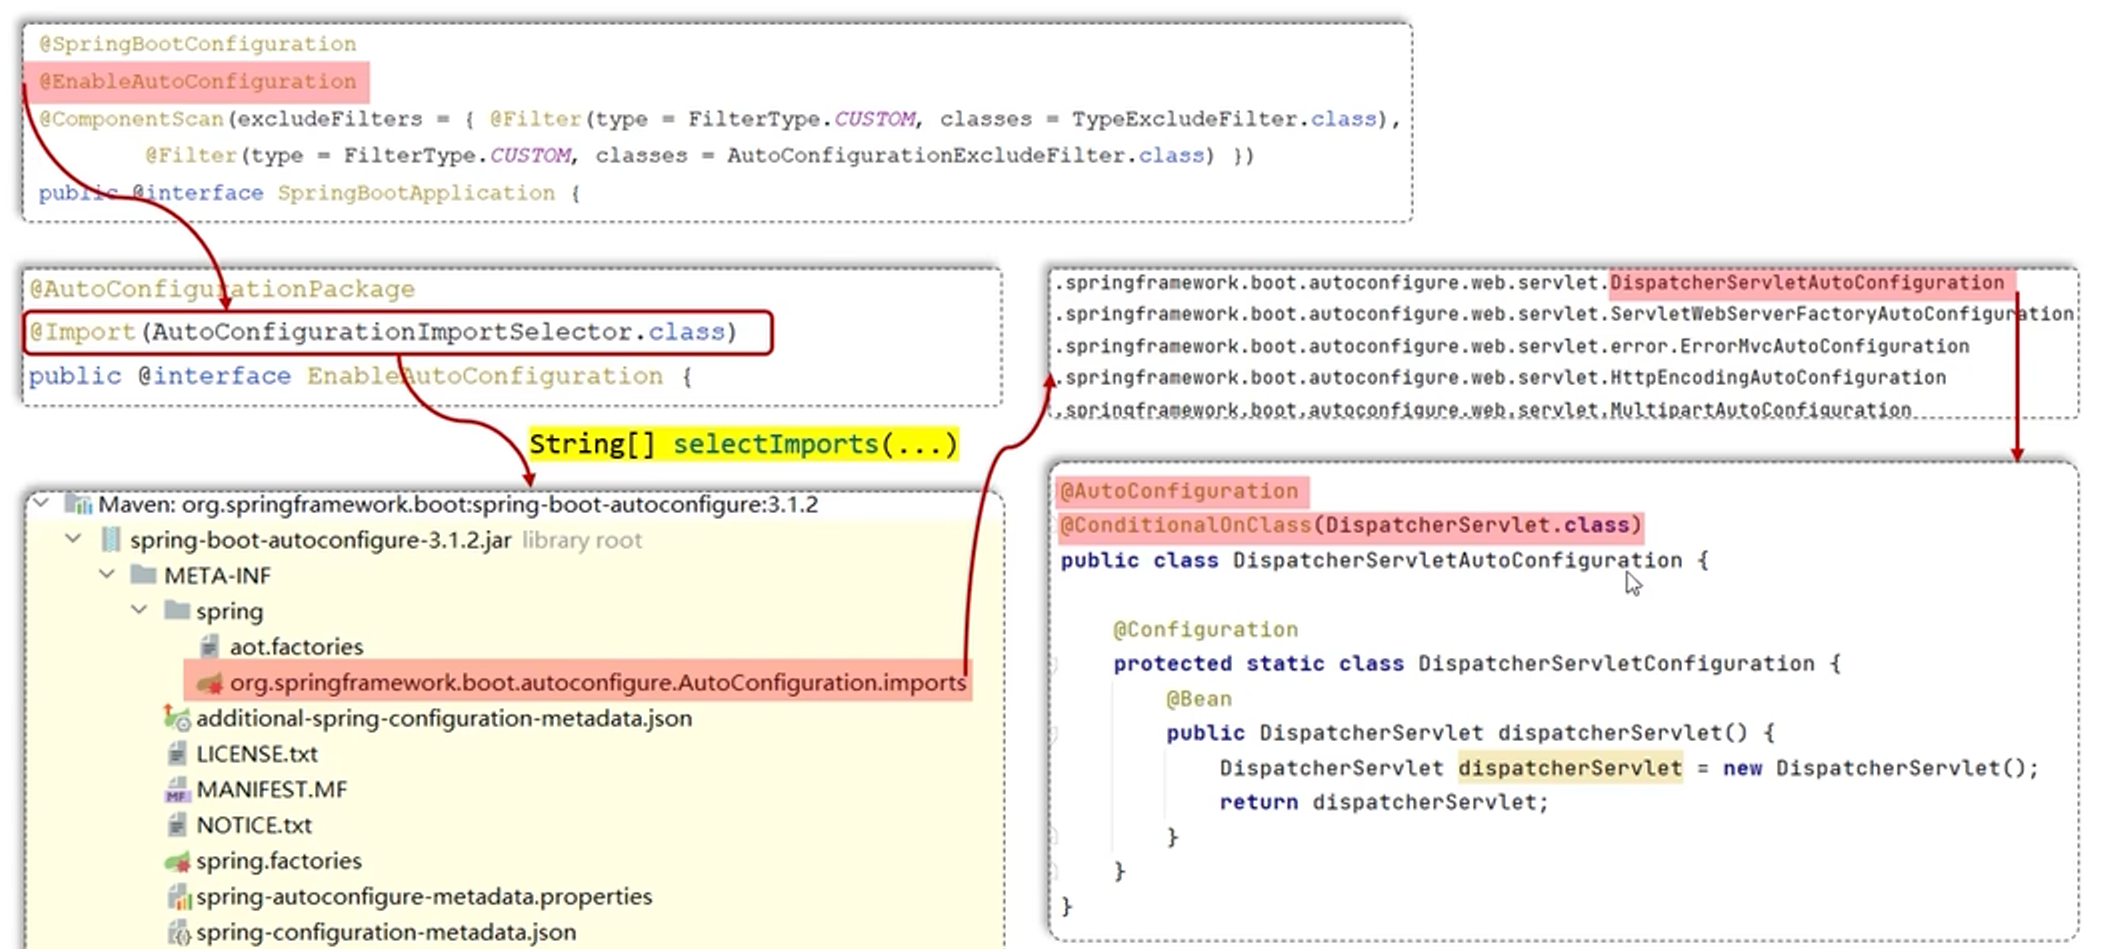 @SpringBootConfiguration
@EnableAutoConfiguration
@ComponentScan(excludeFilters = { @Filter(type = FilterType.CUSTOM, classes = TypeExcludeFilter.class),
@Filter(type = FilterType.CUSTOM, classes = AutoConfigurationExcludeFilter.class) })
public @interface SpringBootApplication {
@AutoConfigurationPackage
@Import(AutoConfigurationImportSelector.class)
public @interface EnableAutoConfiguration {
String[] selectImports(...)
Maven: org.springframework.boot:spring-boot-autoconfigure:3.1.2
spring-boot-autoconfigure-3.1.2.jar library root
META-INF
spring
aot.factories
org.springframework.boot.autoconfigure.AutoConfiguration.imports
additional-spring-configuration-metadata.json
LICENSE.txt
MANIFEST.MF
NOTICE.txt
spring.factories
spring-autoconfigure-metadata.properties
spring-configuration-metadata.json
.springframework.boot.autoconfigure.web.servlet.DispatcherServletAutoConfiguration
.springframework.boot.autoconfigure.web.servlet.ServletWebServerFactoryAutoConfiguration
.springframework.boot.autoconfigure.web.servlet.error.ErrorMvcAutoConfiguration
.springframework.boot.autoconfigure.web.servlet.HttpEncodingAutoConfiguration
.springframework.boot.autoconfigure.web.servlet.MultipartAutoConfiguration
@AutoConfiguration
@ConditionalOnClass(DispatcherServlet.class)
public class DispatcherServletAutoConfiguration {
@Configuration
protected static class DispatcherServletConfiguration {
@Bean
public DispatcherServlet dispatcherServlet() {
DispatcherServlet dispatcherServlet = new DispatcherServlet();
return dispatcherServlet;
}
}
}